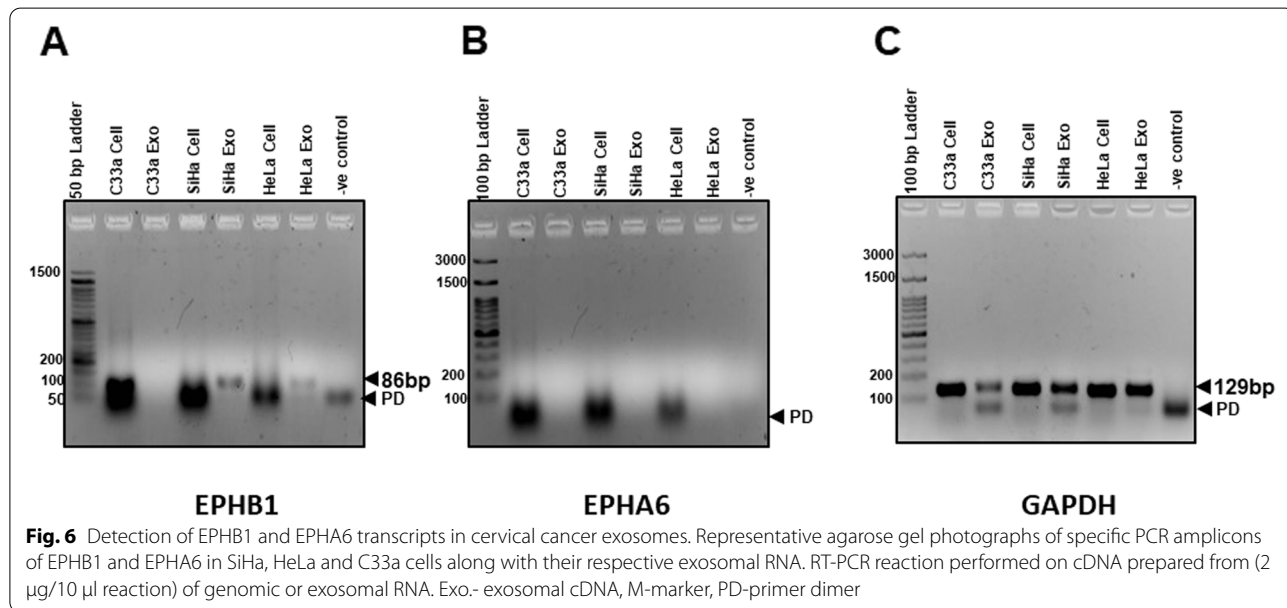 A
B
C
50 bp Ladder
C33a Cell
C33a Exo
SiHa Cell
SiHa Exo
HeLa Cell
HeLa Exo
-ve control
1500
200
100
50
86bp
PD
EPHB1
100 bp Ladder
C33a Cell
C33a Exo
SiHa Cell
SiHa Exo
HeLa Cell
HeLa Exo
-ve control
3000
1500
200
100
PD
EPHA6
100 bp Ladder
C33a Cell
C33a Exo
SiHa Cell
SiHa Exo
HeLa Cell
HeLa Exo
-ve control
3000
1500
200
100
129bp
PD
GAPDH
Fig. 6 Detection of EPHB1 and EPHA6 transcripts in cervical cancer exosomes. Representative agarose gel photographs of specific PCR amplicons
of EPHB1 and EPHA6 in SiHa, HeLa and C33a cells along with their respective exosomal RNA. RT-PCR reaction performed on cDNA prepared from (2
μg/10 μl reaction) of genomic or exosomal RNA. Exo.- exosomal cDNA, M-marker, PD-primer dimer